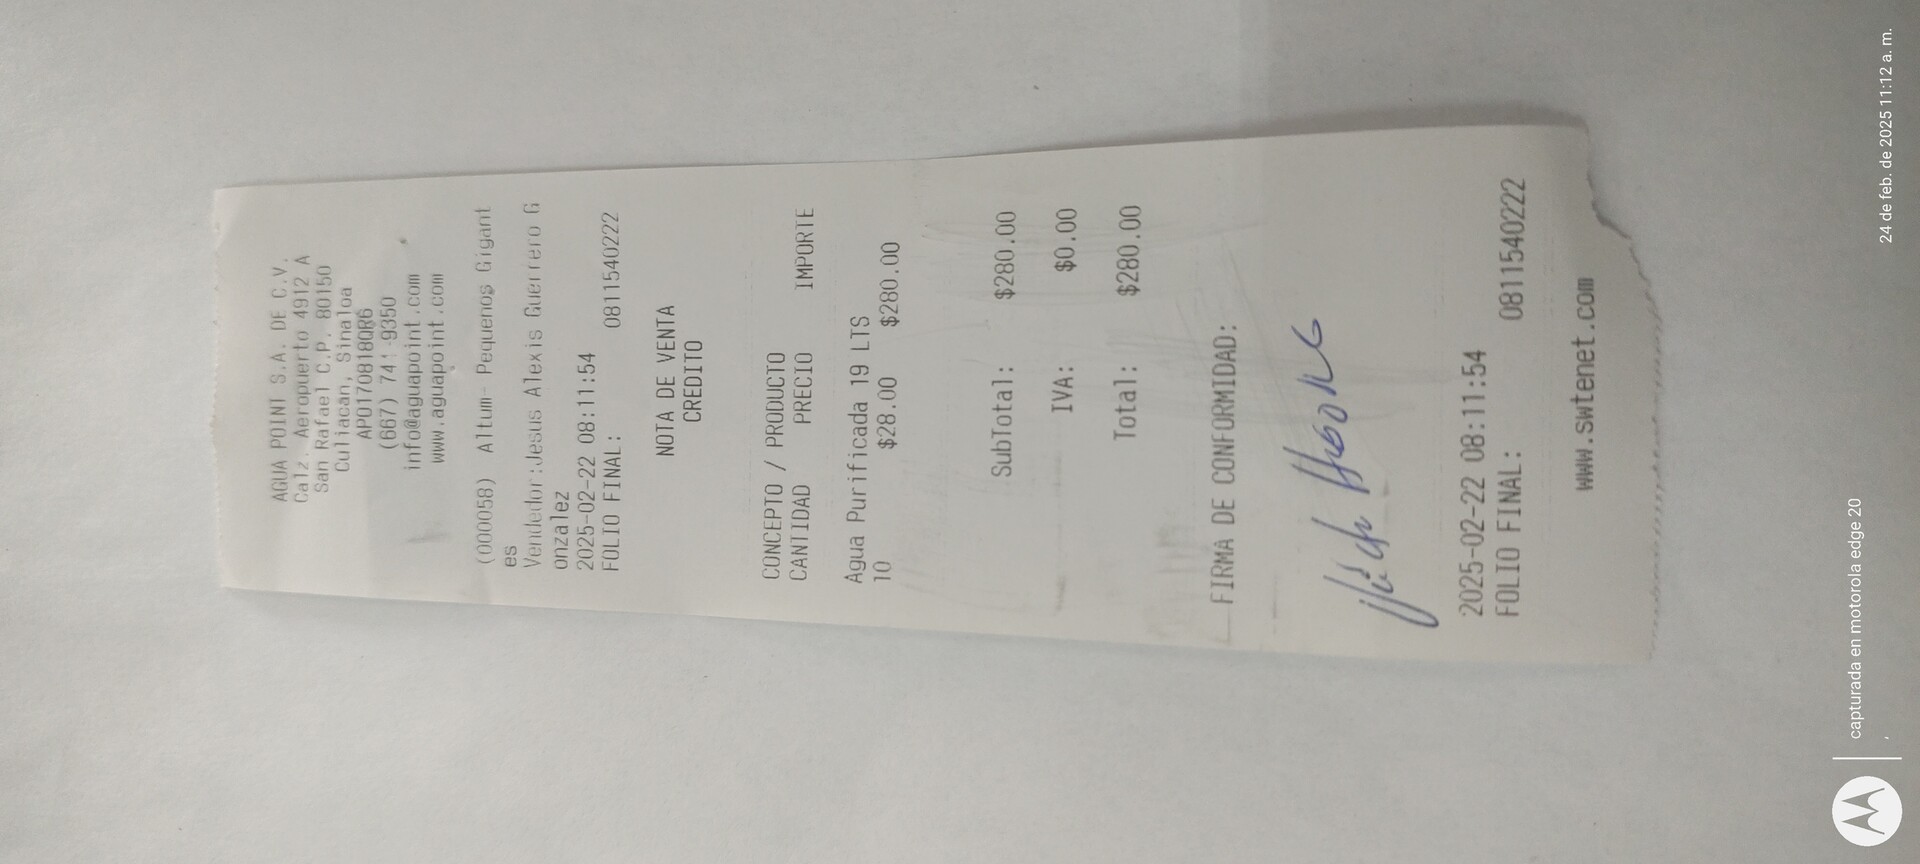 AGUA POINT S.A. DE C.V.
Calz. Aeropuerto 4912 A
San Rafael C.P. 80150
Culiacán, Sinaloa
APO170818QR6
(667) 741-9350
info@aguapoint.com
www.aguapoint.com
(000058) Altum- Pequenos Gigant
es
Vendedor:Jesus Alexis Guerrero G
onzalez
2025-02-22 08:11:54
FOLIO FINAL: 0811540222
NOTA DE VENTA
CREDITO
CONCEPTO / PRODUCTO
CANTIDAD PRECIO IMPORTE
Agua Purificada 19 LTS
10 $28.00 $280.00
SubTotal: $280.00
IVA: $0.00
Total: $280.00
FIRMA DE CONFORMIDAD:
2025-02-22 08:11:54
FOLIO FINAL: 0811540222
www.swtenet.com
capturada en motorola edge 20
24 de feb. de 2025 11:12 a. m.